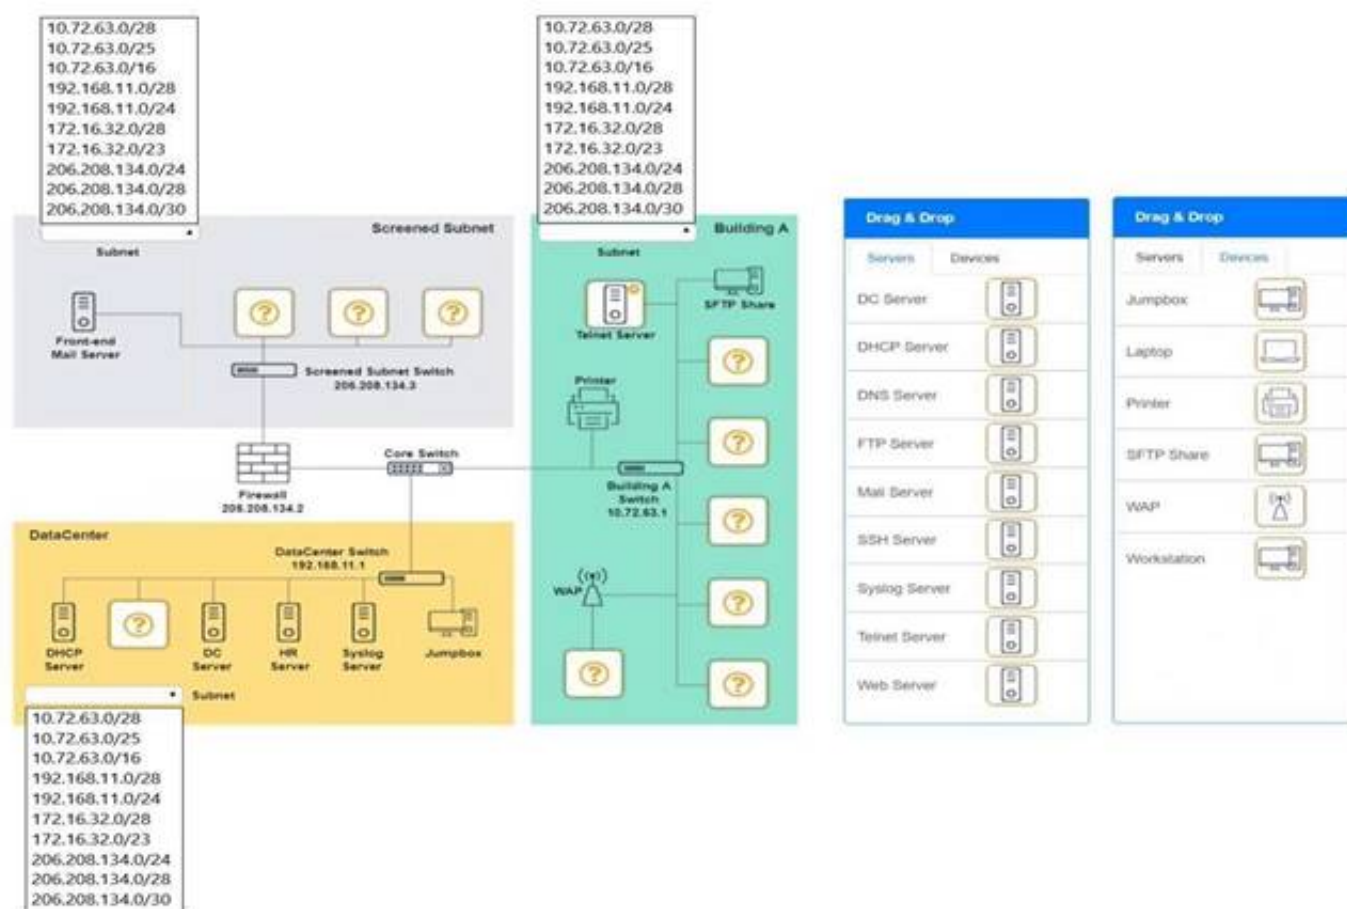 10.72.63.0/28
10.72.63.0/25
10.72.63.0/16
192.168.11.0/28
192.168.11.0/24
172.16.32.0/28
172.16.32.0/23
206.208.134.0/24
206.208.134.0/28
206.208.134.0/30
Subnet
Screened Subnet
Front-end
Mail Server
?
?
?
Screened Subnet Switch
206.208.134.3
Firewall
206.208.134.2
Core Switch
10.72.63.0/28
10.72.63.0/25
10.72.63.0/16
192.168.11.0/28
192.168.11.0/24
172.16.32.0/28
172.16.32.0/23
206.208.134.0/24
206.208.134.0/28
206.208.134.0/30
Building A
Subnet
Telnet Server
SFTP Share
Printer
?
?
Building A
Switch
10.72.63.1
?
WAP
?
?
?
DataCenter
DataCenter Switch
192.168.11.1
DHCP
Server
?
DC
Server
HR
Server
Syslog
Server
Jumpbox
Subnet
10.72.63.0/28
10.72.63.0/25
10.72.63.0/16
192.168.11.0/28
192.168.11.0/24
172.16.32.0/28
172.16.32.0/23
206.208.134.0/24
206.208.134.0/28
206.208.134.0/30
Drag & Drop
Servers Devices
DC Server
DHCP Server
DNS Server
FTP Server
Mail Server
SSH Server
Syslog Server
Telnet Server
Web Server
Drag & Drop
Servers Devices
Jumpbox
Laptop
Printer
SFTP Share
WAP
Workstation